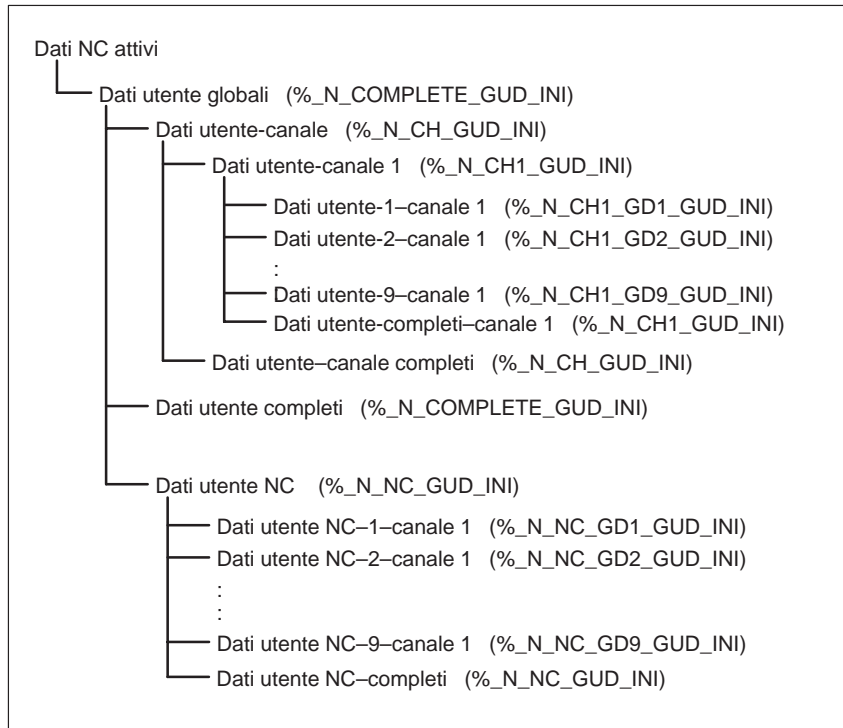 Dati NC attivi
Dati utente globali (%_N_COMPLETE_GUD_INI)
Dati utente-canale (%_N_CH_GUD_INI)
Dati utente-canale 1 (%_N_CH1_GUD_INI)
Dati utente-1–canale 1 (%_N_CH1_GD1_GUD_INI)
Dati utente-2–canale 1 (%_N_CH1_GD2_GUD_INI)
:
Dati utente-9–canale 1 (%_N_CH1_GD9_GUD_INI)
Dati utente-completi–canale 1 (%_N_CH1_GUD_INI)
Dati utente–canale completi (%_N_CH_GUD_INI)
Dati utente completi (%_N_COMPLETE_GUD_INI)
Dati utente NC (%_N_NC_GUD_INI)
Dati utente NC–1–canale 1 (%_N_NC_GD1_GUD_INI)
Dati utente NC–2–canale 1 (%_N_NC_GD2_GUD_INI)
:
:
Dati utente NC–9–canale 1 (%_N_NC_GD9_GUD_INI)
Dati utente NC–completi (%_N_NC_GUD_INI)